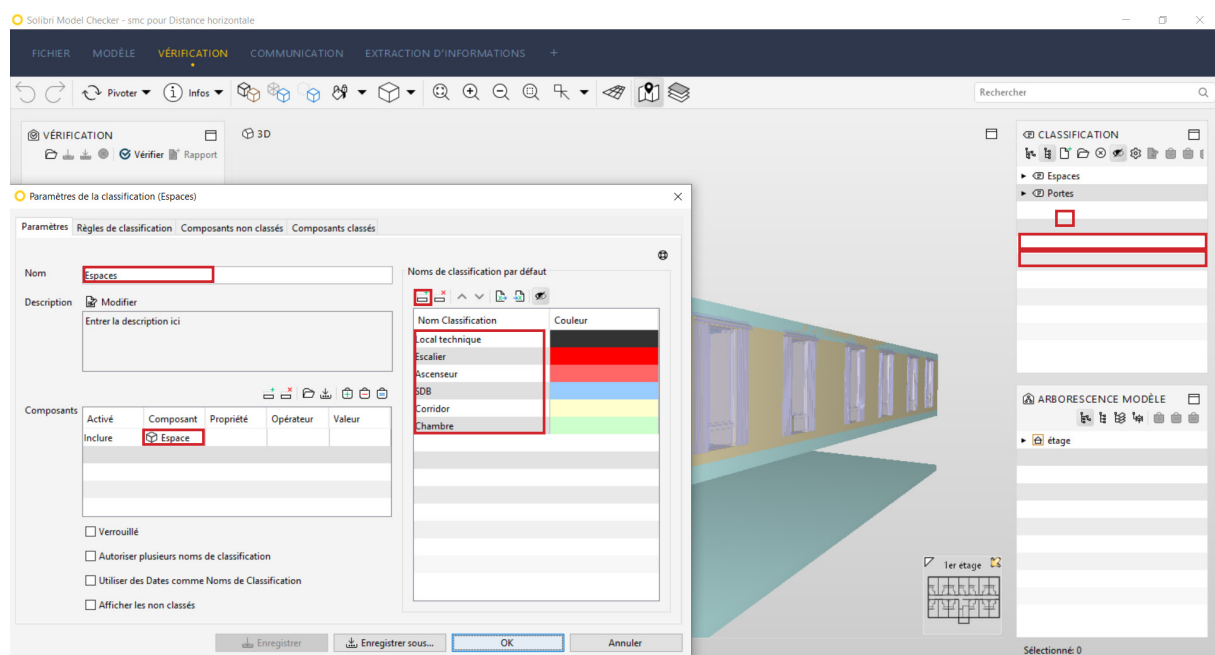 Solibri Model Checker - smc pour Distance horizontale
FICHIER MODÈLE VÉRIFICATION COMMUNICATION EXTRACTION D'INFORMATIONS +
Pivoter Infos Rechercher
VÉRIFICATION
Vérifier Rapport
3D
CLASSIFICATION
Espaces
Portes
Paramètres de la classification (Espaces)
Paramètres Règles de classification Composants non classés Composants classés
Nom Espaces
Description Modifier
Entrer la description ici
Composants
Activé Composant Propriété Opérateur Valeur
Inclure Espace
Verrouillé
Autoriser plusieurs noms de classification
Utiliser des Dates comme Noms de Classification
Afficher les non classés
Noms de classification par défaut
Nom Classification Couleur
Local technique
Escalier
Ascenseur
SDB
Corridor
Chambre
Enregistrer Enregistrer sous... OK Annuler
1er étage
ARBORESCENCE MODÈLE
étage
Sélectionné: 0